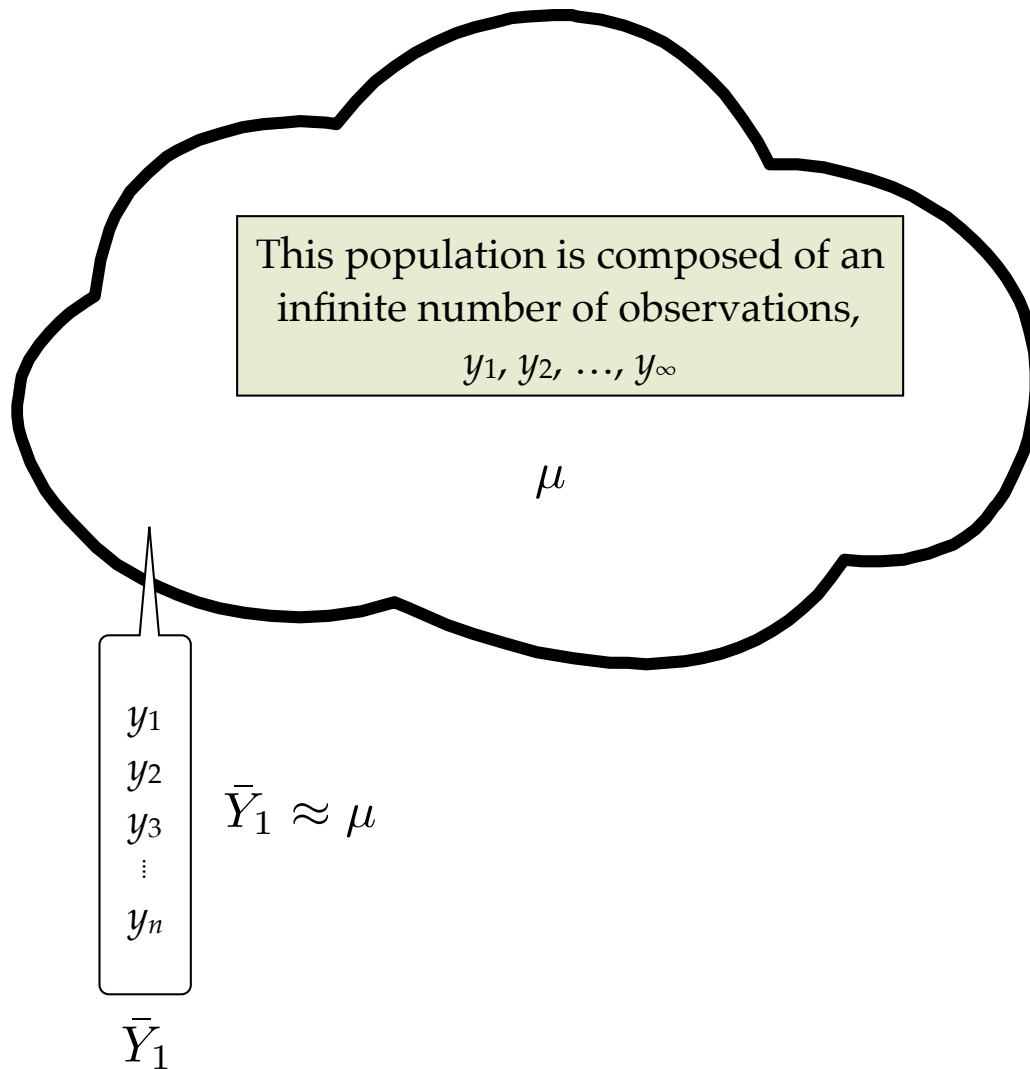 This population is composed of an
infinite number of observations,
y₁, y₂, …, y∞
μ
y₁
y₂
y₃
⋮
yₙ
Ȳ₁ ≈ μ
Ȳ₁